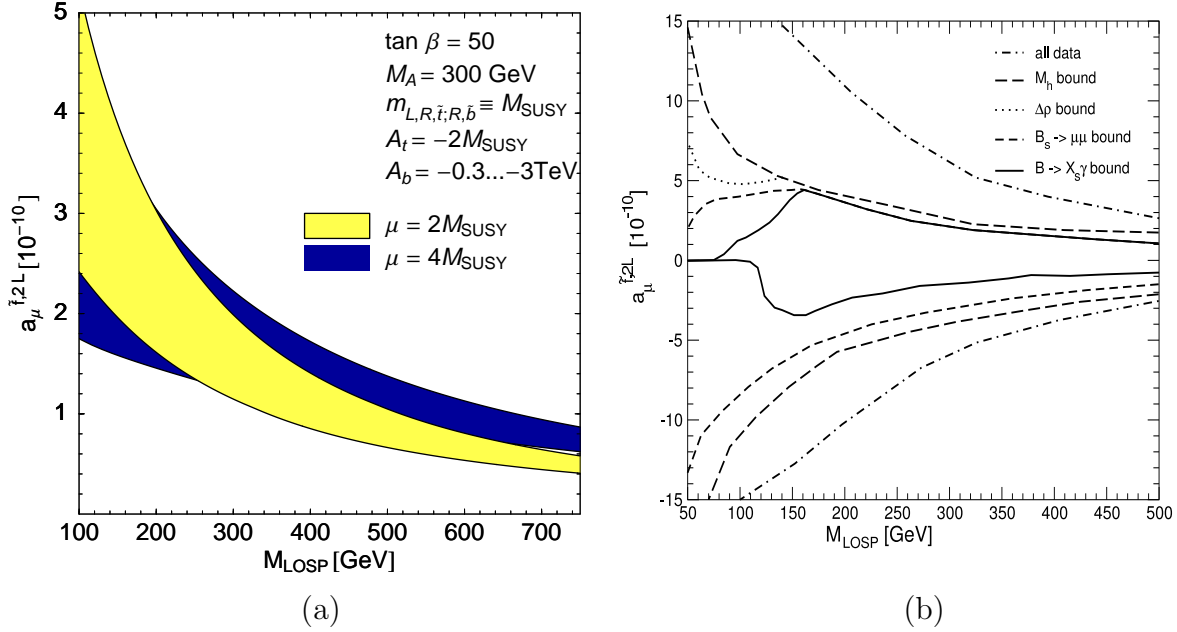 5
4
3
2
1
100 200 300 400 500 600 700
M_LOSP [GeV]
a_μ^{f̃,2 L} [10^{-10}]
tan β = 50
M_A = 300 GeV
m_{L,R,t̃;R,b̃} ≡ M_SUSY
A_t = −2M_SUSY
A_b = −0.3...−3TeV
μ = 2M_SUSY
μ = 4M_SUSY
(a)
15
10
5
0
-5
-10
-15
50 100 150 200 250 300 350 400 450 500
M_LOSP [GeV]
a_μ^{f̃,2L} [10^{-10}]
all data
M_h bound
Δρ bound
B_s -> μμ bound
B -> X_sγ bound
(b)